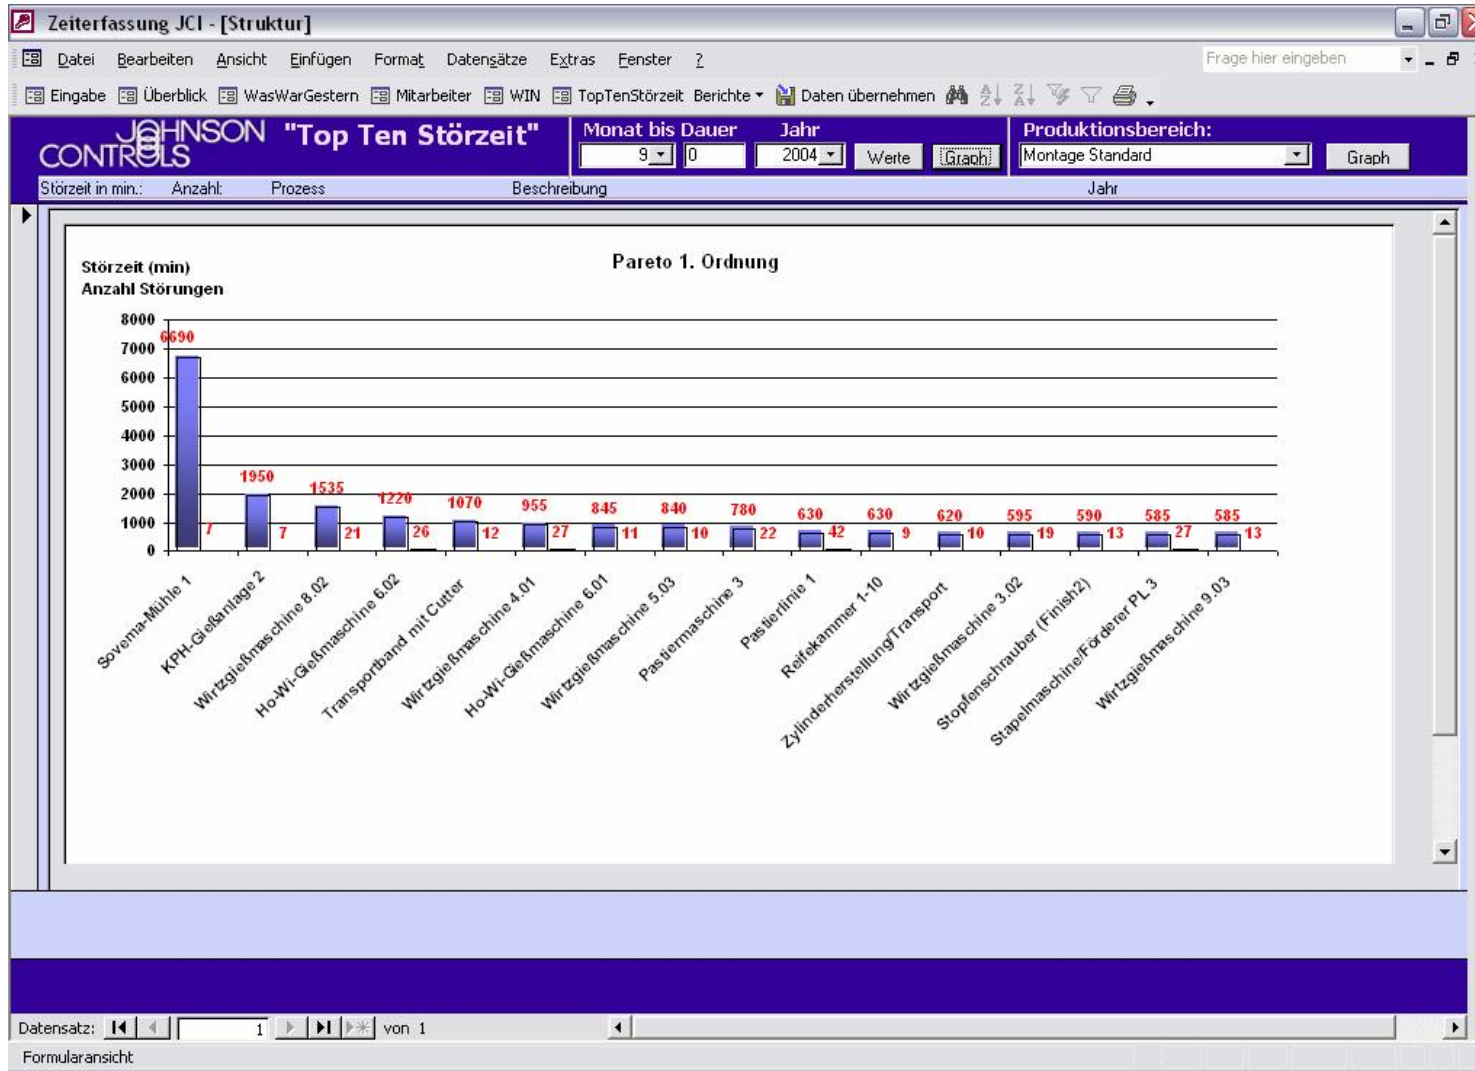 Zeiterfassung JCI - [Struktur]
Datei Bearbeiten Ansicht Einfügen Format Datensätze Extras Fenster ? Frage hier eingeben
Eingabe Überblick WasWarGestern Mitarbeiter WIN TopTenStörzeit Berichte Daten übernehmen
JOHNSON CONTROLS "Top Ten Störzeit" Monat bis Dauer Jahr Produktionsbereich:
9 0 2004 Werte Graph Montage Standard Graph
Störzeit in min.: Anzahl: Prozess Beschreibung Jahr
Pareto 1. Ordnung
Störzeit (min)
Anzahl Störungen
8000
7000
6000
5000
4000
3000
2000
1000
0
6690 1950 1535 1220 1070 955 845 840 780 630 630 620 595 590 585 585
7 7 21 26 12 27 11 10 22 42 9 10 19 13 27 13
Sovema-Mühle 1
KPH-Gießanlage 2
Wirtzgießmaschine 8.02
Ho-Wi-Gießmaschine 6.02
Transportband mit Cutter
Wirtzgießmaschine 4.01
Ho-Wi-Gießmaschine 6.01
Wirtzgießmaschine 5.03
Pastiermaschine 3
Pastierlinie 1
Reifekammer 1-10
Zylinderherstellung/Transport
Wirtzgießmaschine 3.02
Stopfenschrauber (Finish2)
Stapelmaschine/Förderer PL 3
Wirtzgießmaschine 9.03
Datensatz: 1 von 1
Formularansicht